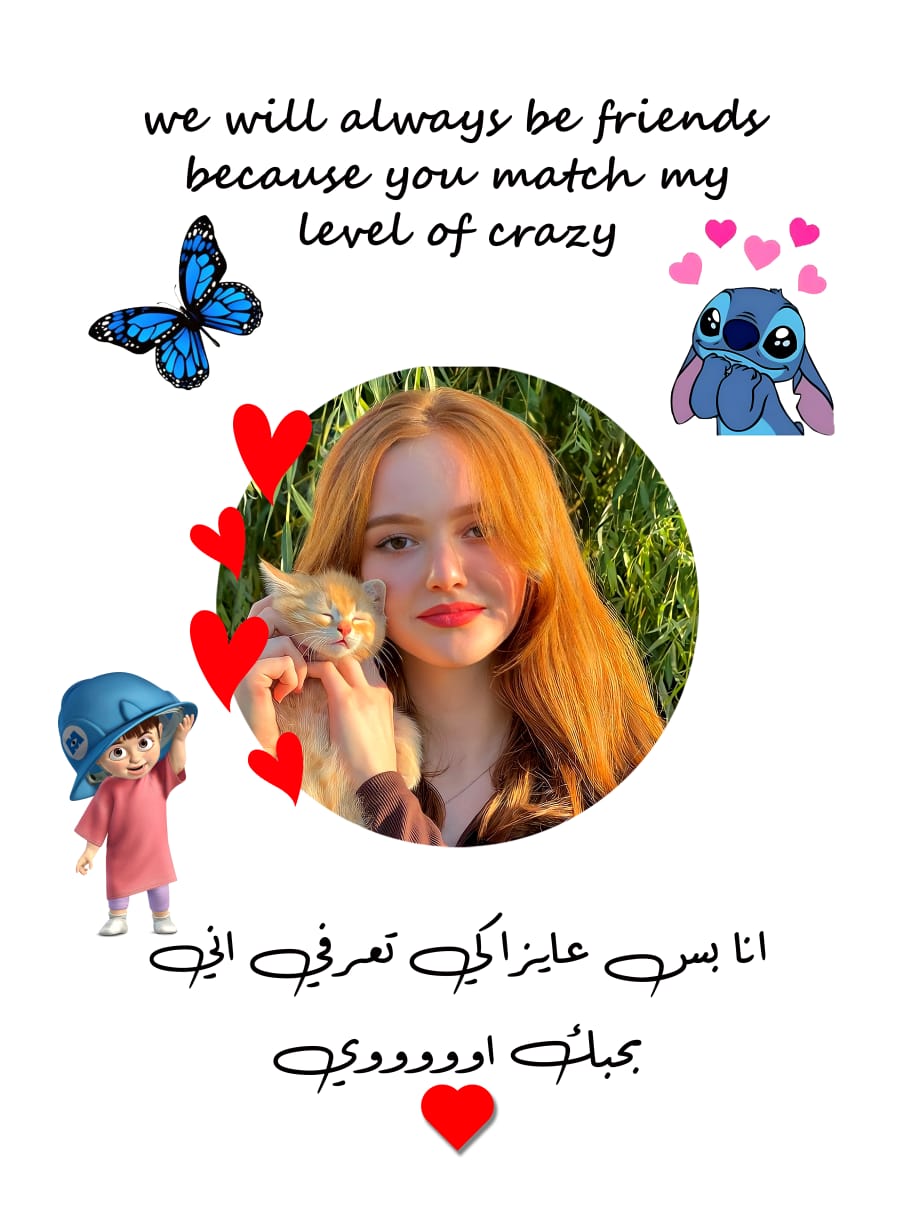 we will always be friends
because you match my
level of crazy
انا بس عايزاكي تعرفي اني
بحبك اوووووي